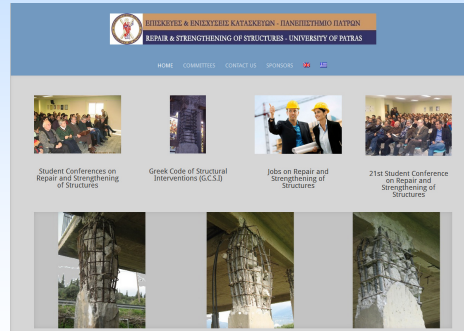 ΕΠΙΣΚΕΥΕΣ & ΕΝΙΣΧΥΣΕΙΣ ΚΑΤΑΣΚΕΥΩΝ - ΠΑΝΕΠΙΣΤΗΜΙΟ ΠΑΤΡΩΝ
REPAIR & STRENGTHENING OF STRUCTURES - UNIVERSITY OF PATRAS
HOME COMMITTEES CONTACT US SPONSORS
Student Conferences on
Repair and Strengthening
of Structures
Greek Code of Structural
Interventions (G.C.S.I)
Jobs on Repair and
Strengthening of
Structures
21st Student Conference
on Repair and
Strengthening of
Structures